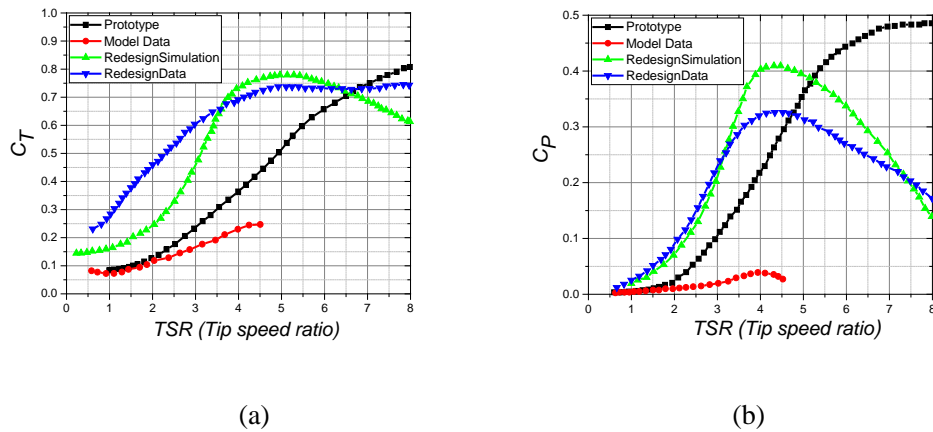 Prototype
Model Data
RedesignSimulation
RedesignData
C_T
1.0
0.9
0.8
0.7
0.6
0.5
0.4
0.3
0.2
0.1
0.0
0 1 2 3 4 5 6 7 8
TSR (Tip speed ratio)
(a)
Prototype
Model Data
RedesignSimulation
RedesignData
C_P
0.5
0.4
0.3
0.2
0.1
0.0
0 1 2 3 4 5 6 7 8
TSR (Tip speed ratio)
(b)